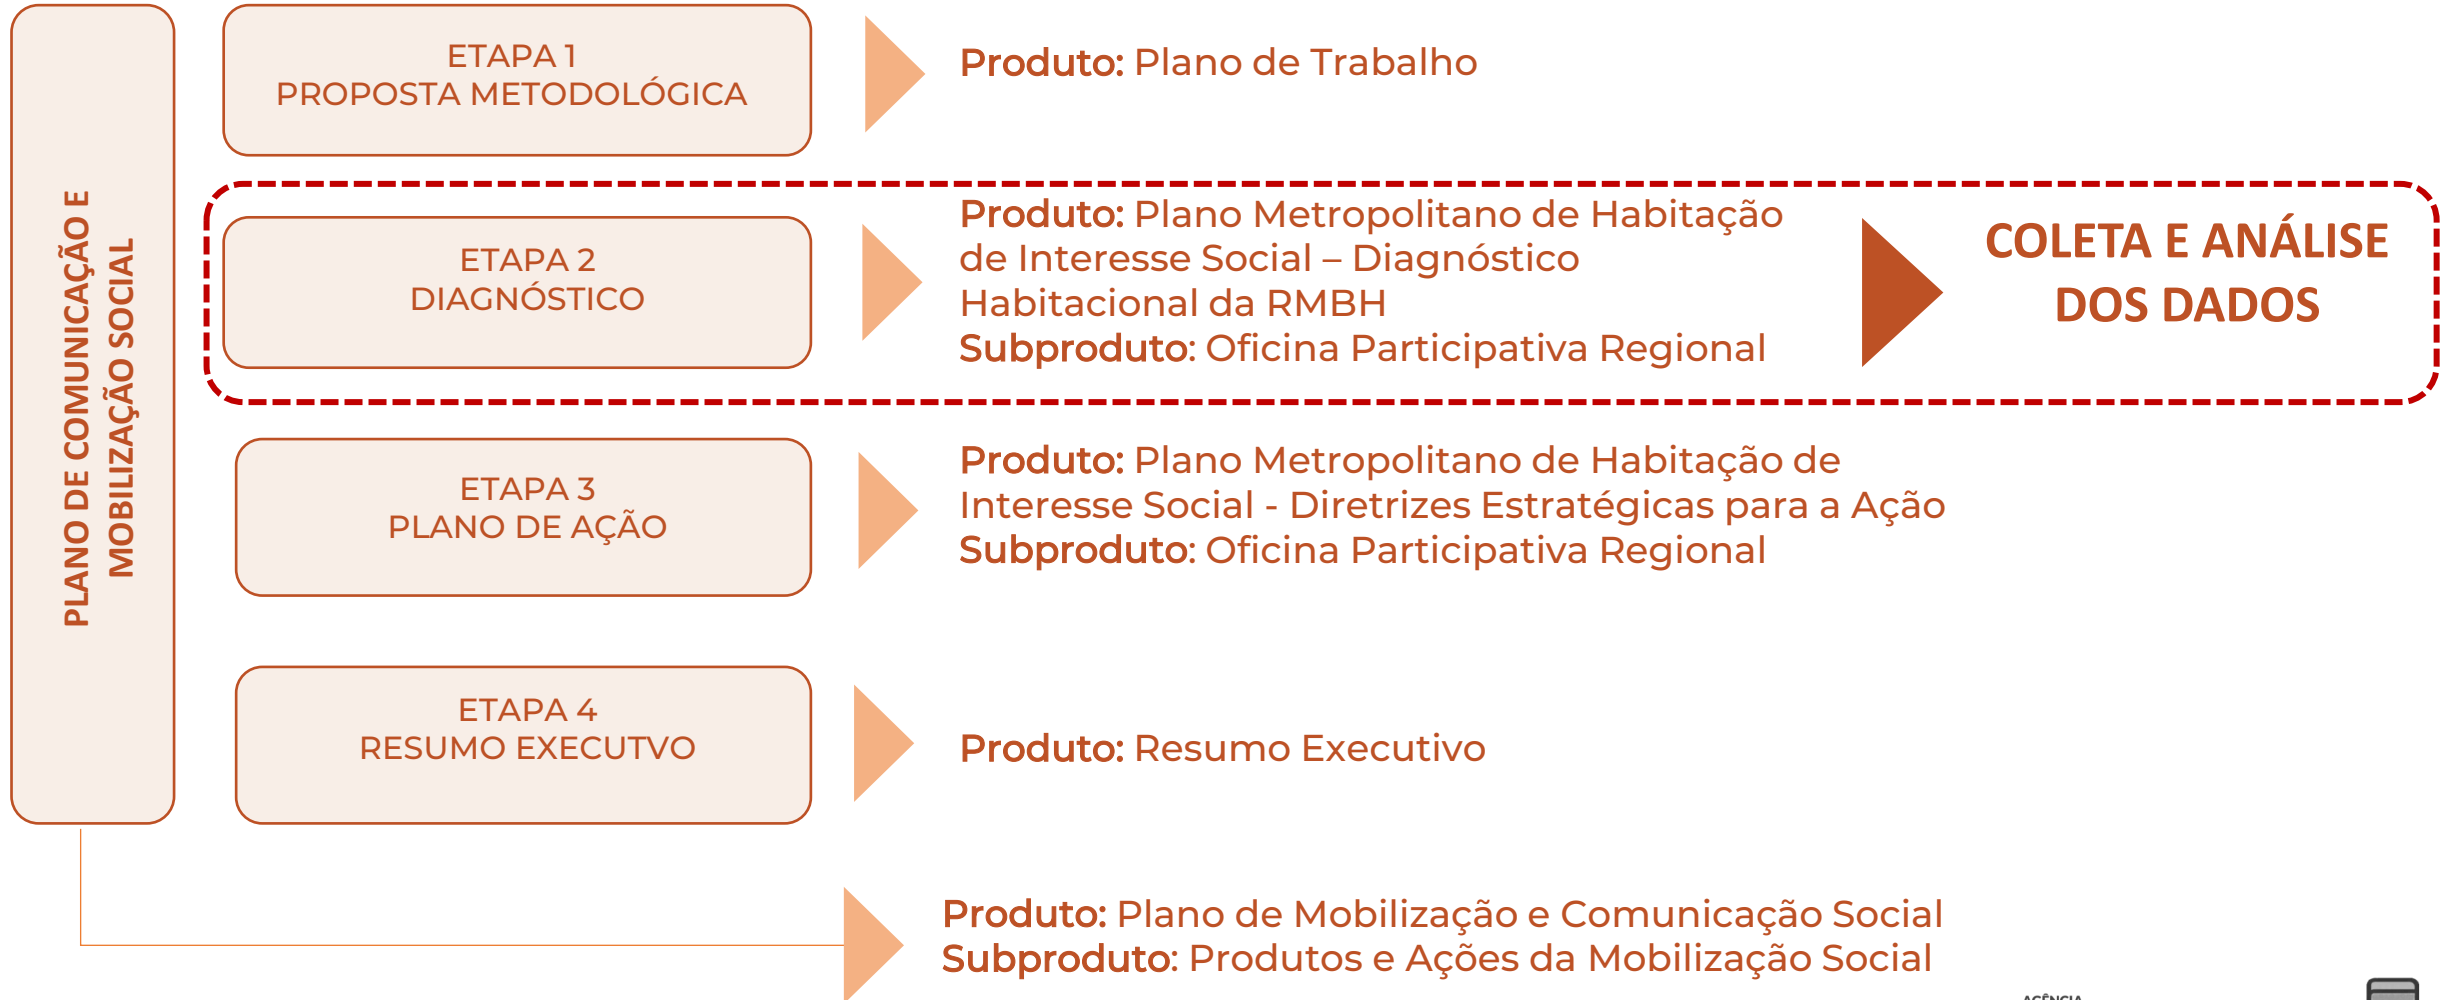 PLANO DE COMUNICAÇÃO E
MOBILIZAÇÃO SOCIAL
ETAPA 1
PROPOSTA METODOLÓGICA
Produto: Plano de Trabalho
ETAPA 2
DIAGNÓSTICO
Produto: Plano Metropolitano de Habitação
de Interesse Social – Diagnóstico
Habitacional da RMBH
Subproduto: Oficina Participativa Regional
COLETA E ANÁLISE
DOS DADOS
ETAPA 3
PLANO DE AÇÃO
Produto: Plano Metropolitano de Habitação de
Interesse Social - Diretrizes Estratégicas para a Ação
Subproduto: Oficina Participativa Regional
ETAPA 4
RESUMO EXECUTVO
Produto: Resumo Executivo
Produto: Plano de Mobilização e Comunicação Social
Subproduto: Produtos e Ações da Mobilização Social
AGÊNCIA